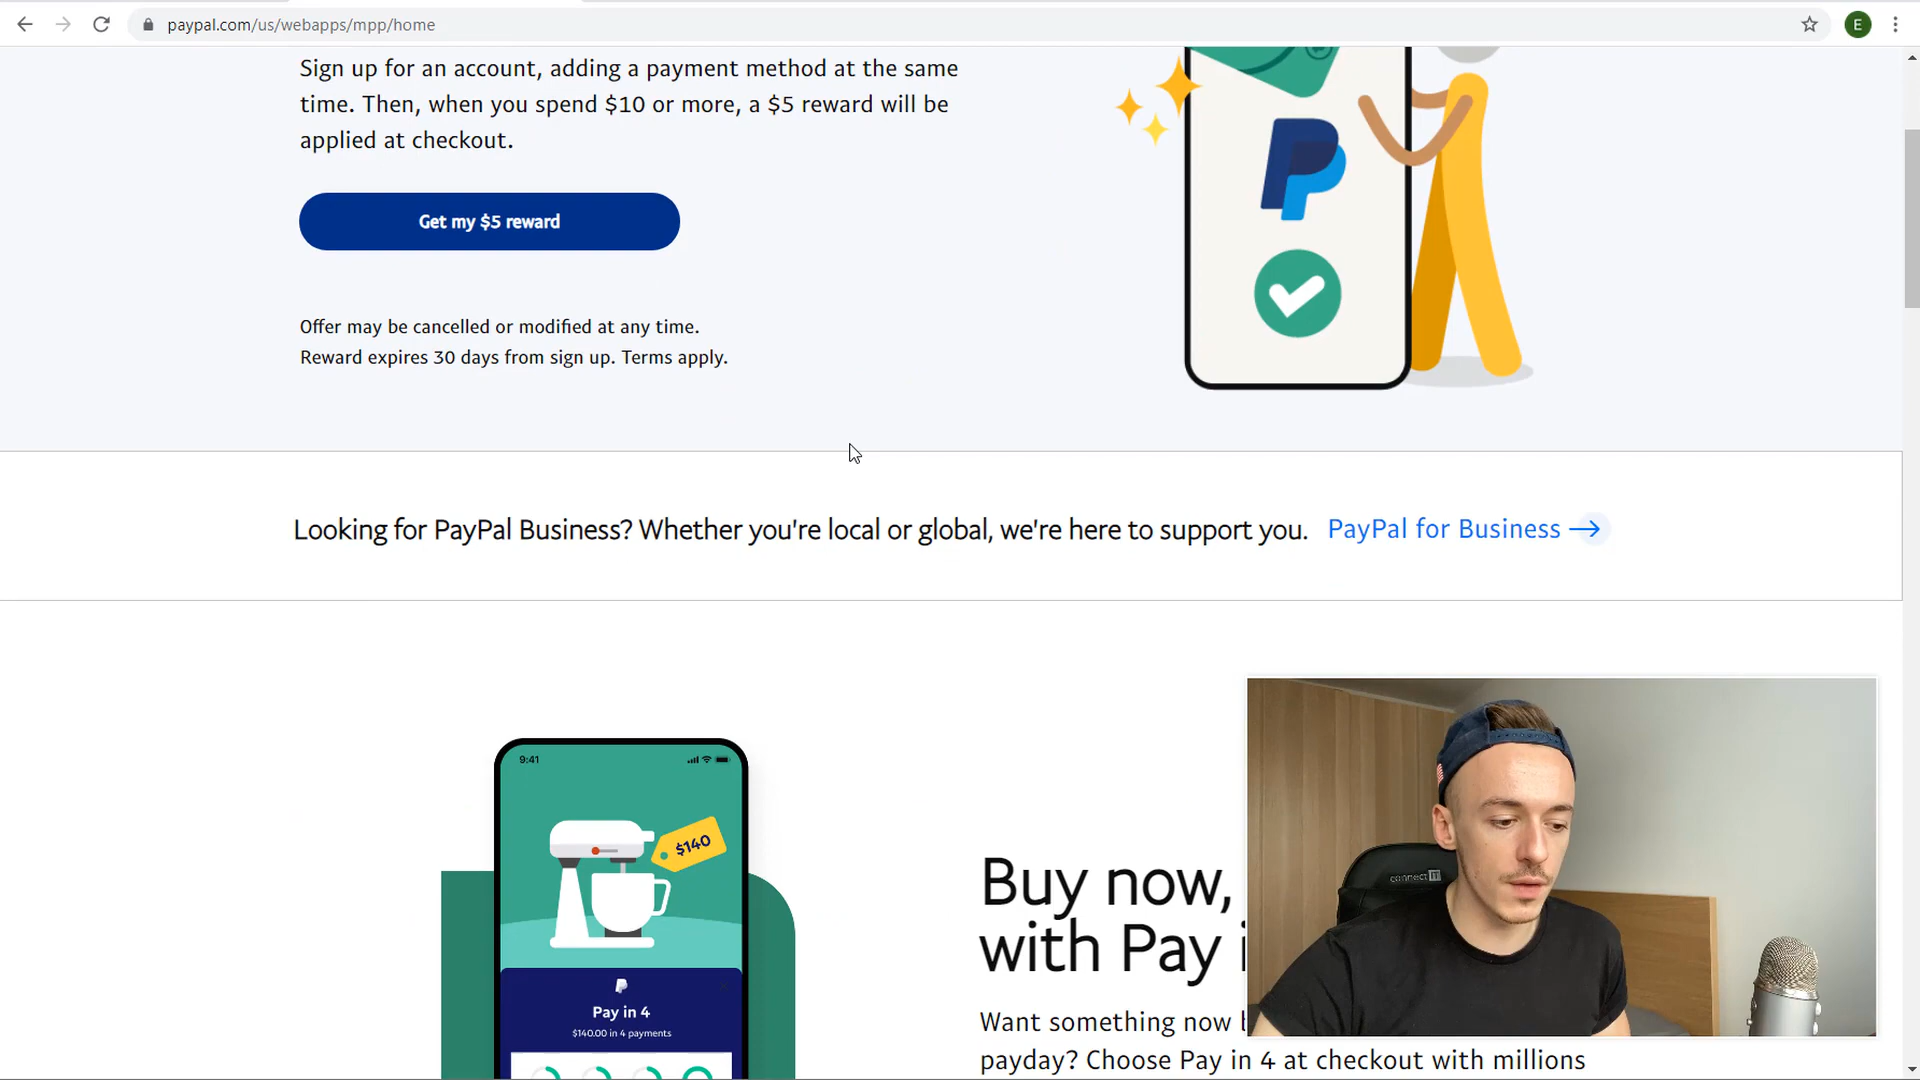 paypal.com/us/webapps/mpp/home
E
Sign up for an account, adding a payment method at the same
time. Then, when you spend $10 or more, a $5 reward will be
applied at checkout.
Get my $5 reward
Offer may be cancelled or modified at any time.
Reward expires 30 days from sign up. Terms apply.
Looking for PayPal Business? Whether you're local or global, we're here to support you. PayPal for Business
9:41
$140
Pay in 4
$140.00 in 4 payments
Buy now,
with Pay
Want something now
payday? Choose Pay in 4 at checkout with millions
connect IT